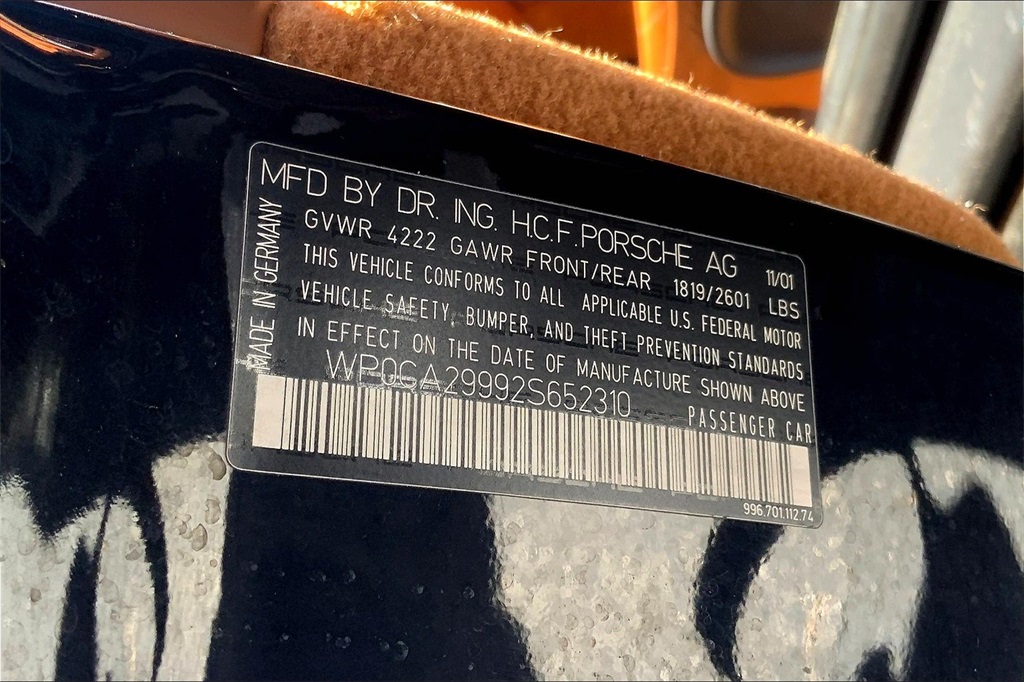 MFD BY DR. ING. H.C.F.PORSCHE AG 11/01
GVWR 4222 GAWR FRONT/REAR 1819/2601 LBS
THIS VEHICLE CONFORMS TO ALL APPLICABLE U.S. FEDERAL MOTOR
VEHICLE SAFETY, BUMPER, AND THEFT PREVENTION STANDARDS
IN EFFECT ON THE DATE OF MANUFACTURE SHOWN ABOVE
WP0CA29992S652310 PASSENGER CAR
996.701.112.74
MADE IN GERMANY